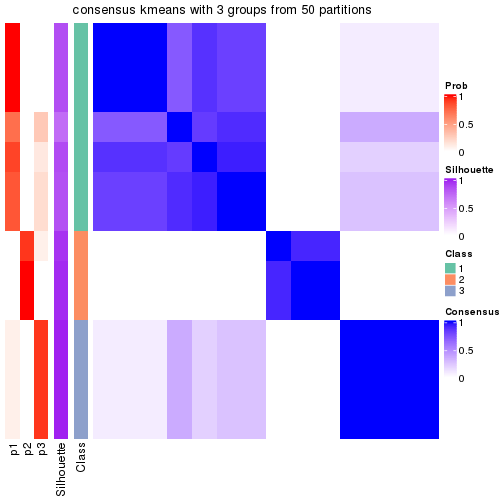 consensus kmeans with 3 groups from 50 partitions
Prob
1
0.5
0
Silhouette
1
0.5
0
Class
1
2
3
Consensus
1
0.5
0
p1
p2
p3
Silhouette
Class